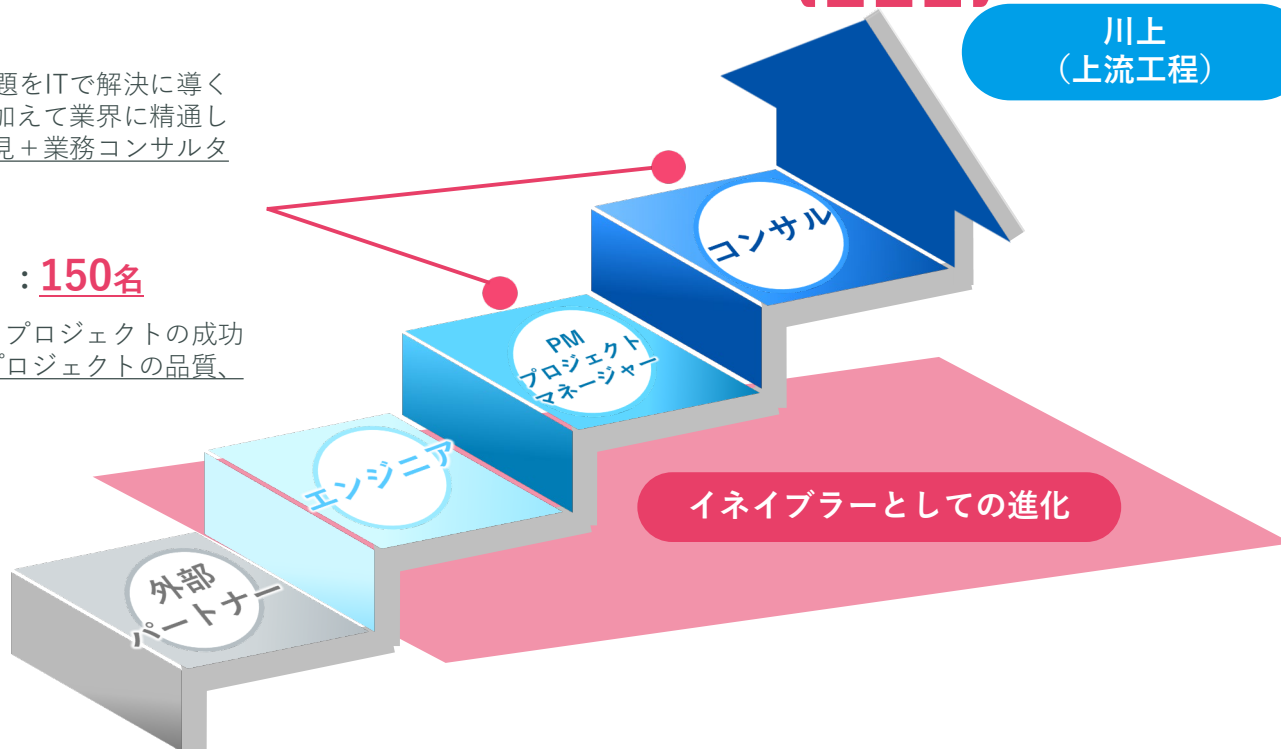 川上
（上流工程）
題をITで解決に導く
加えて業界に精通し
見＋業務コンサルタ
：150名
プロジェクトの成功
プロジェクトの品質、
コンサル
PM
プロジェクト
マネージャー
エンジニア
イネイブラーとしての進化
外部
パートナー